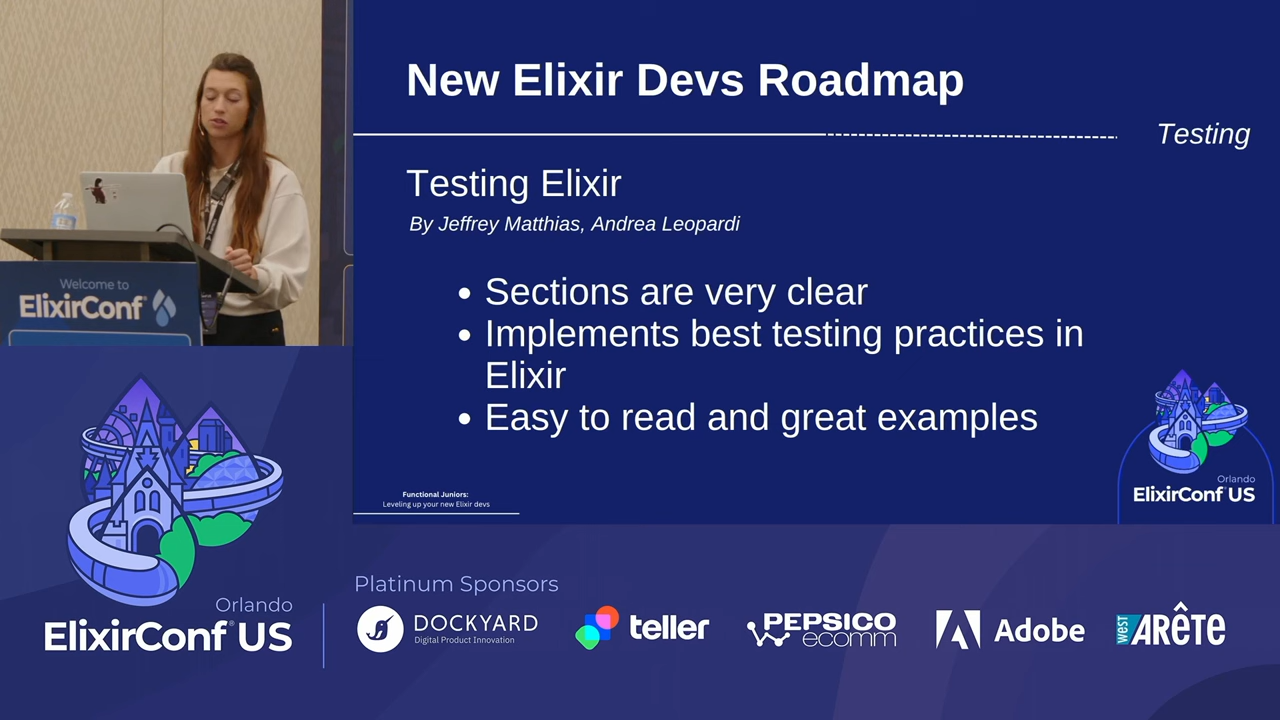 New Elixir Devs Roadmap
Testing
Testing Elixir
By Jeffrey Matthias, Andrea Leopardi
• Sections are very clear
• Implements best testing practices in
Elixir
• Easy to read and great examples
Functional Juniors:
Leveling up your new Elixir devs
Orlando
ElixirConf US
Welcome to
ElixirConf
Orlando
ElixirConf® US
Platinum Sponsors
DOCKYARD
Digital Product Innovation
teller
PEPSICO
ecomm
Adobe
west ARÊTE